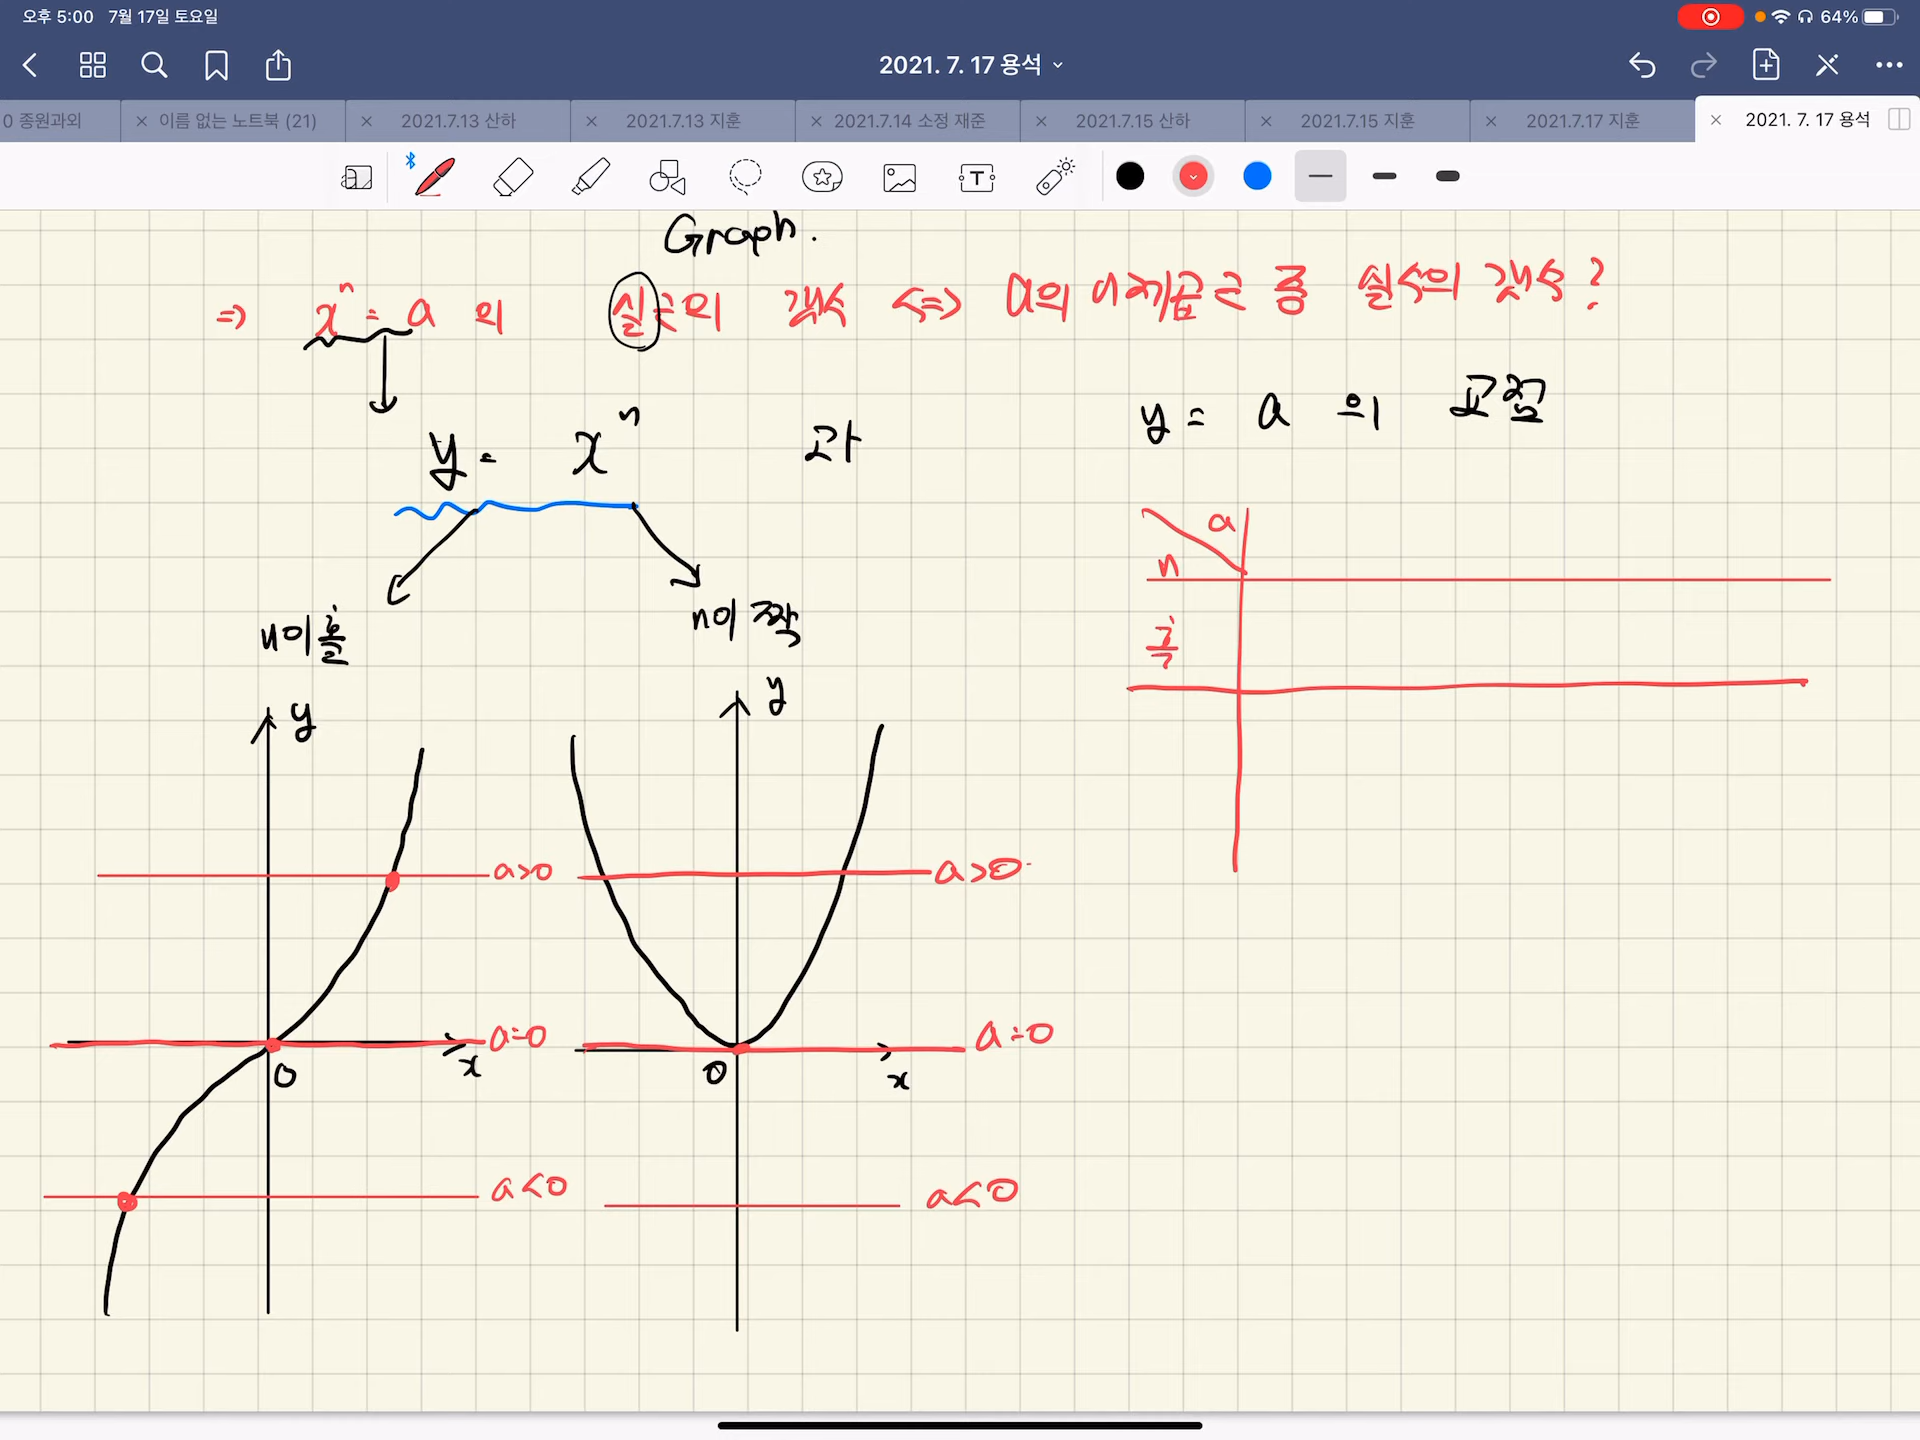 오후 5:00 7월 17일 토요일
64%
2021. 7. 17 용석
0 종원과외
이름 없는 노트북 (21)
2021.7.13 산하
2021.7.13 지훈
2021.7.14 소정 재준
2021.7.15 산하
2021.7.15 지훈
2021.7.17 지훈
2021. 7. 17 용석
Graph.
⇒ xⁿ = a 의 실근의 갯수 <=> a의 n제곱근 중 실수의 갯수?
y = xⁿ 과 y = a 의 교점
n이 홀
n이 짝
a
n
홀
y
y
a>0
a>0
a=0
a=0
x
x
0
0
a<0
a<0